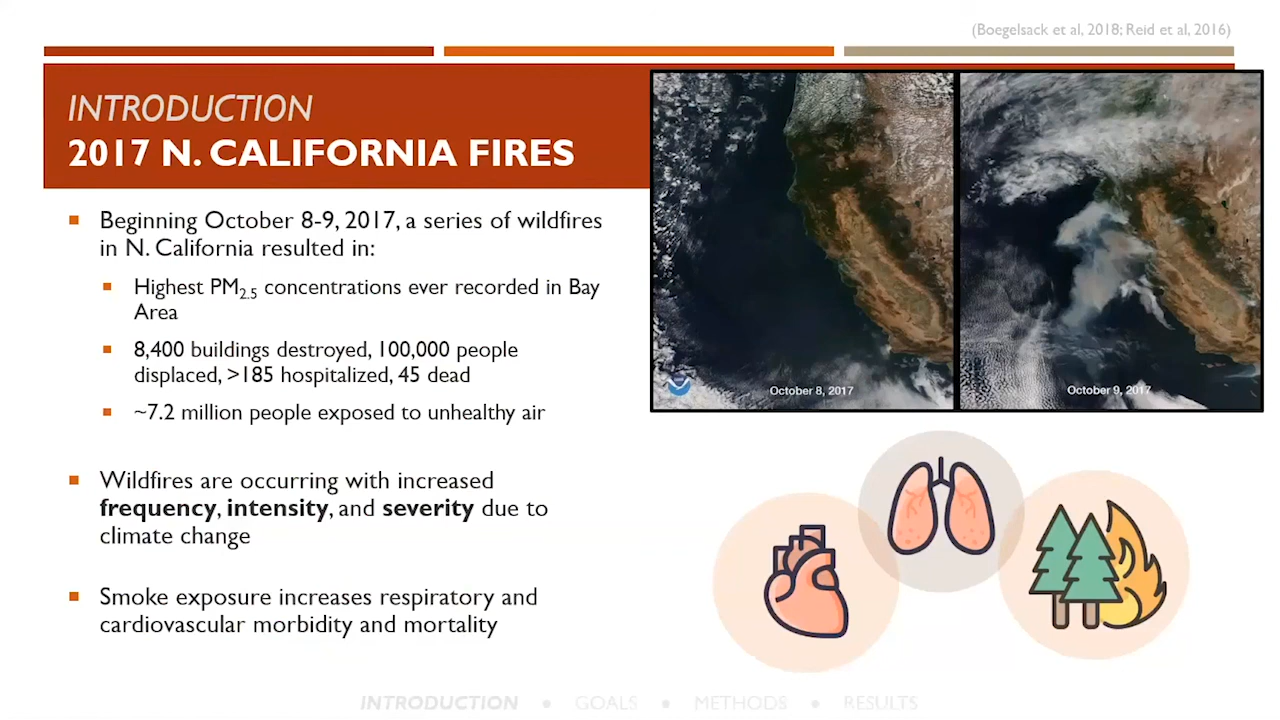 (Boegelsack et al, 2018; Reid et al, 2016)
INTRODUCTION
2017 N. CALIFORNIA FIRES
Beginning October 8-9, 2017, a series of wildfires
in N. California resulted in:
Highest PM2.5 concentrations ever recorded in Bay
Area
8,400 buildings destroyed, 100,000 people
displaced, >185 hospitalized, 45 dead
~7.2 million people exposed to unhealthy air
Wildfires are occurring with increased
frequency, intensity, and severity due to
climate change
Smoke exposure increases respiratory and
cardiovascular morbidity and mortality
October 8, 2017
October 9, 2017
INTRODUCTION • GOALS • METHODS • RESULTS